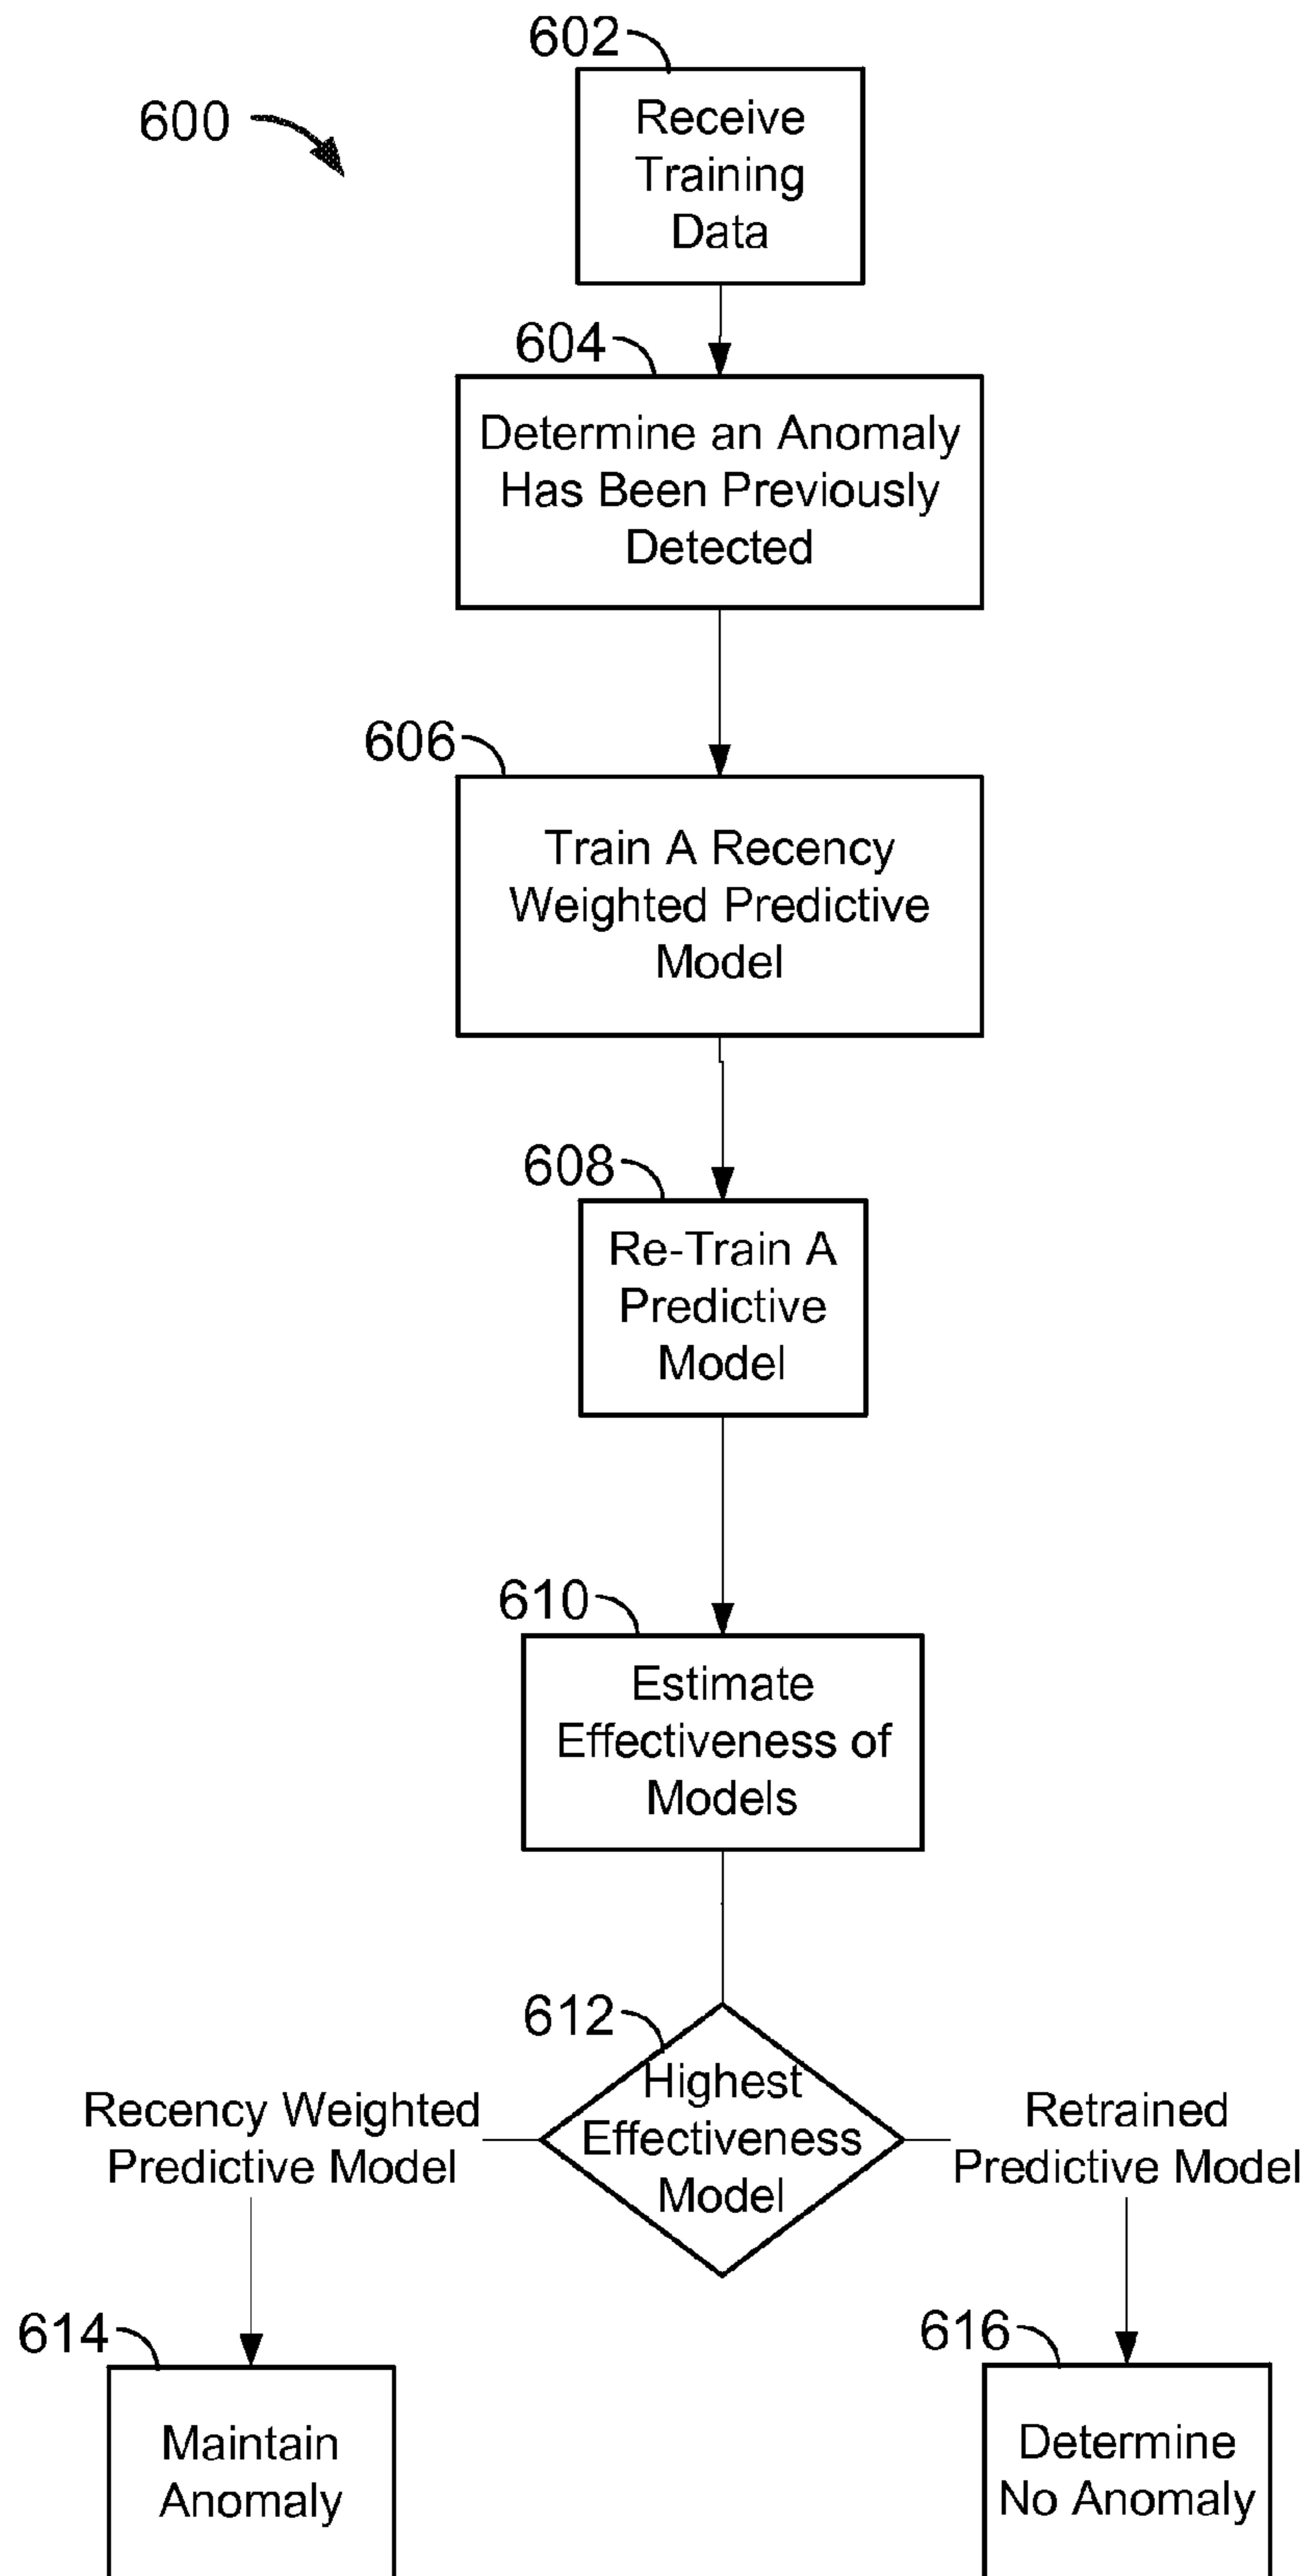 602
600
Receive
Training
Data
604
Determine an Anomaly
Has Been Previously
Detected
606
Train A Recency
Weighted Predictive
Model
608
Re-Train A
Predictive
Model
610
Estimate
Effectiveness of
Models
612
Highest
Effectiveness
Model
Recency Weighted
Predictive Model
Retrained
Predictive Model
614
Maintain
Anomaly
616
Determine
No Anomaly